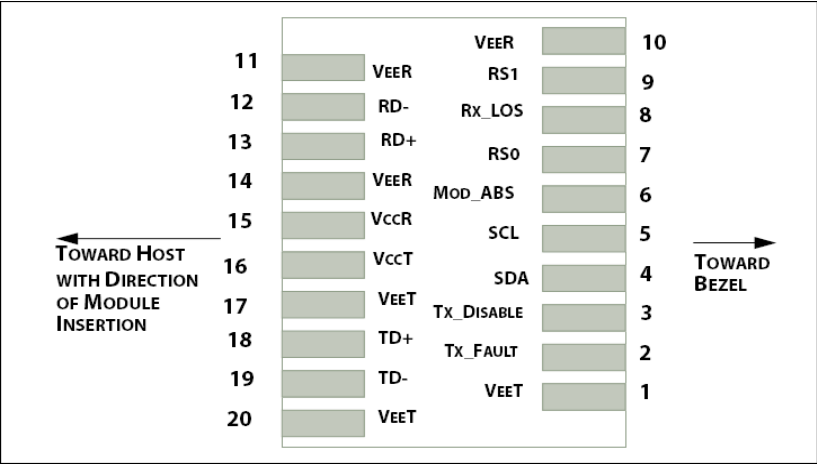 VEER 10
11 VEER
RS1 9
12 RD-
RX_LOS 8
13 RD+
RS0 7
14 VEER
MOD_ABS 6
15 VCCR
SCL 5
16 VCCT
SDA 4
17 VEET
TX_DISABLE 3
18 TD+
TX_FAULT 2
19 TD-
VEET 1
20 VEET
TOWARD HOST
WITH DIRECTION
OF MODULE
INSERTION
TOWARD
BEZEL